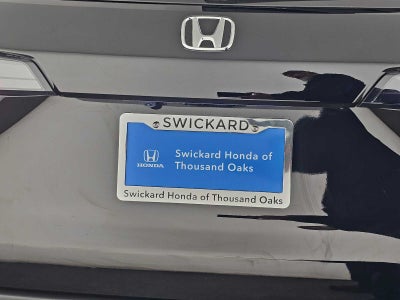 SWICKARD
Swickard Honda of
Thousand Oaks
HONDA
Swickard Honda of Thousand Oaks